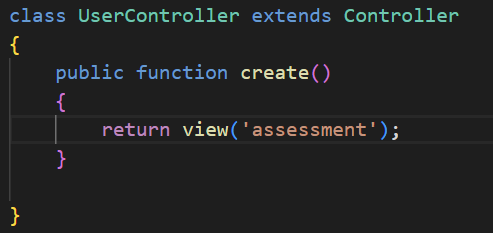 class UserController extends Controller
{
    public function create()
    {
        return view('assessment');
    }

}